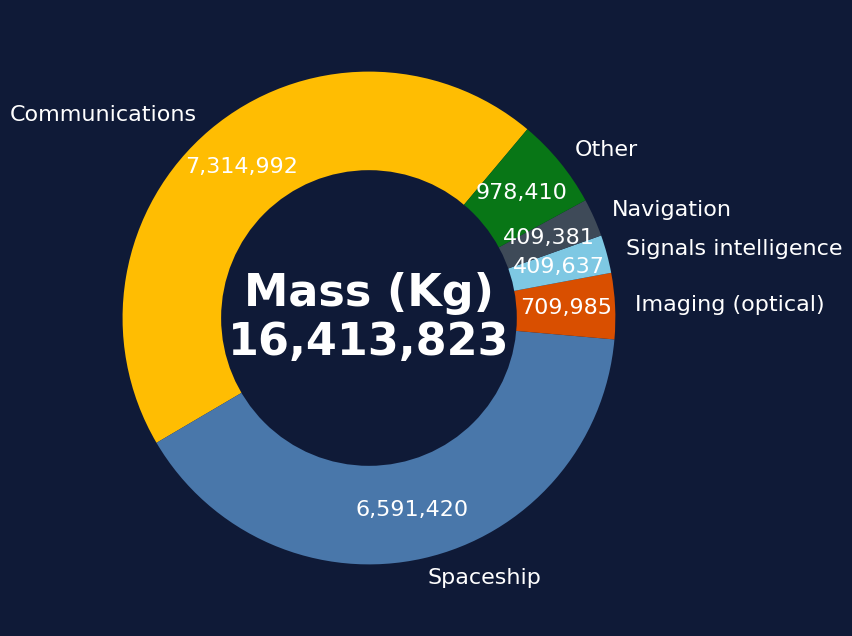 Communications
7,314,992
Other
978,410
Navigation
409,381
Signals intelligence
409,637
Imaging (optical)
709,985
Mass (Kg)
16,413,823
6,591,420
Spaceship